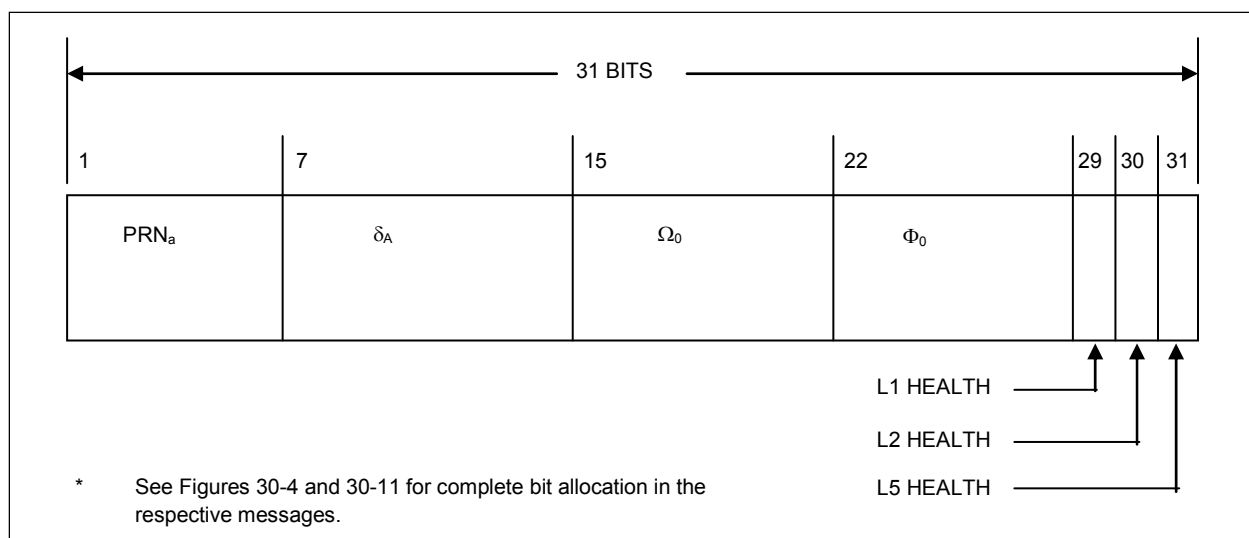 31 BITS
1 7 15 22 29 30 31
PRNa δA Ω0 Φ0
L1 HEALTH
L2 HEALTH
L5 HEALTH
* See Figures 30-4 and 30-11 for complete bit allocation in the
respective messages.